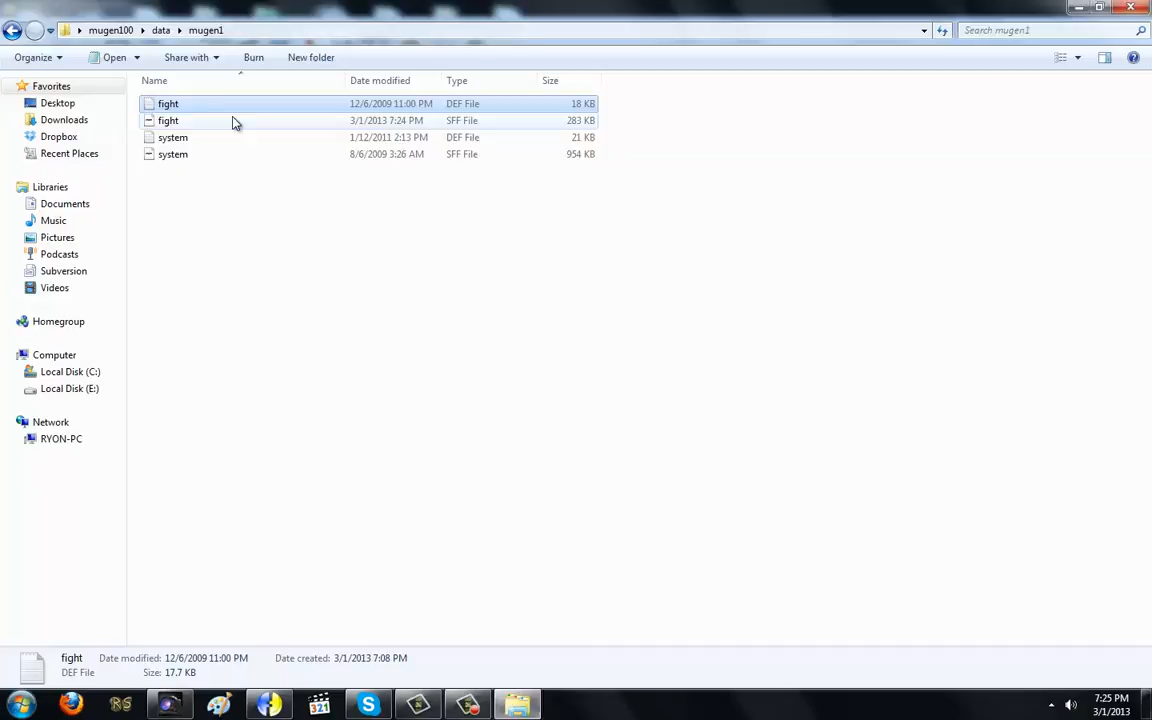 mugen100 data mugen1
Search mugen1
Organize Open Share with Burn New folder
Name Date modified Type Size
Favorites
Desktop
Downloads
Dropbox
Recent Places
Libraries
Documents
Music
Pictures
Podcasts
Subversion
Videos
Homegroup
Computer
Local Disk (C:)
Local Disk (E:)
Network
RYON-PC
fight 12/6/2009 11:00 PM DEF File 18 KB
fight 3/1/2013 7:24 PM SFF File 283 KB
system 1/12/2011 2:13 PM DEF File 21 KB
system 8/6/2009 3:26 AM SFF File 954 KB
fight Date modified: 12/6/2009 11:00 PM Date created: 3/1/2013 7:08 PM
DEF File Size: 17.7 KB
RS
321
7:25 PM
3/1/2013